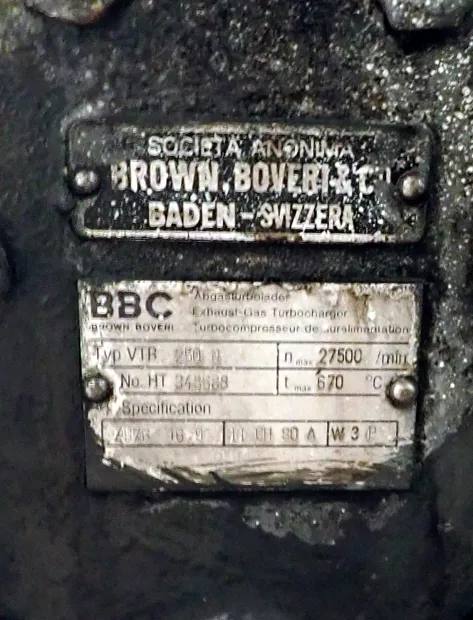 SOCIETÀ ANONIMA
BROWN, BOVERI &
BADEN - SVIZZERA
BBC Abgasturbolader
Exhaust-Gas Turbocharger
BROWN BOVERI Turbocompresseur de suralimentation
Typ VTR 250 n max 27500 /min
No. HT t max 670 °C
Specification
W 3